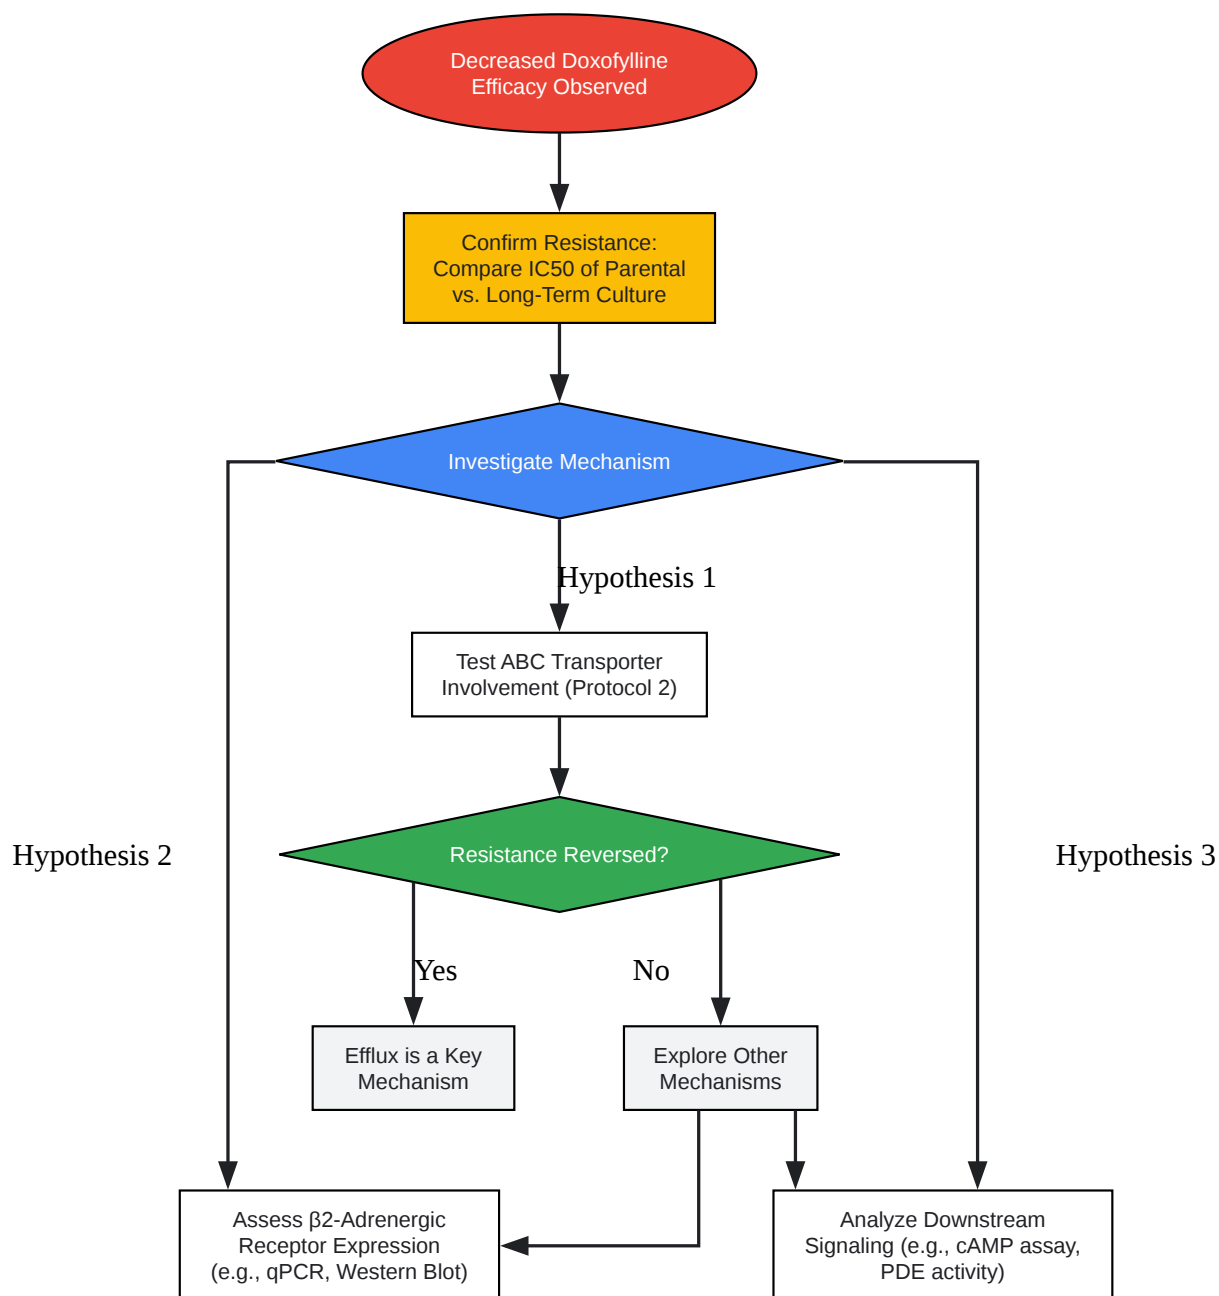 Decreased Doxofylline
Efficacy Observed
Confirm Resistance:
Compare IC50 of Parental
vs. Long-Term Culture
Investigate Mechanism
Hypothesis 1
Test ABC Transporter
Involvement (Protocol 2)
Hypothesis 2
Resistance Reversed?
Hypothesis 3
Yes
No
Efflux is a Key
Mechanism
Explore Other
Mechanisms
Assess β2-Adrenergic
Receptor Expression
(e.g., qPCR, Western Blot)
Analyze Downstream
Signaling (e.g., cAMP assay,
PDE activity)